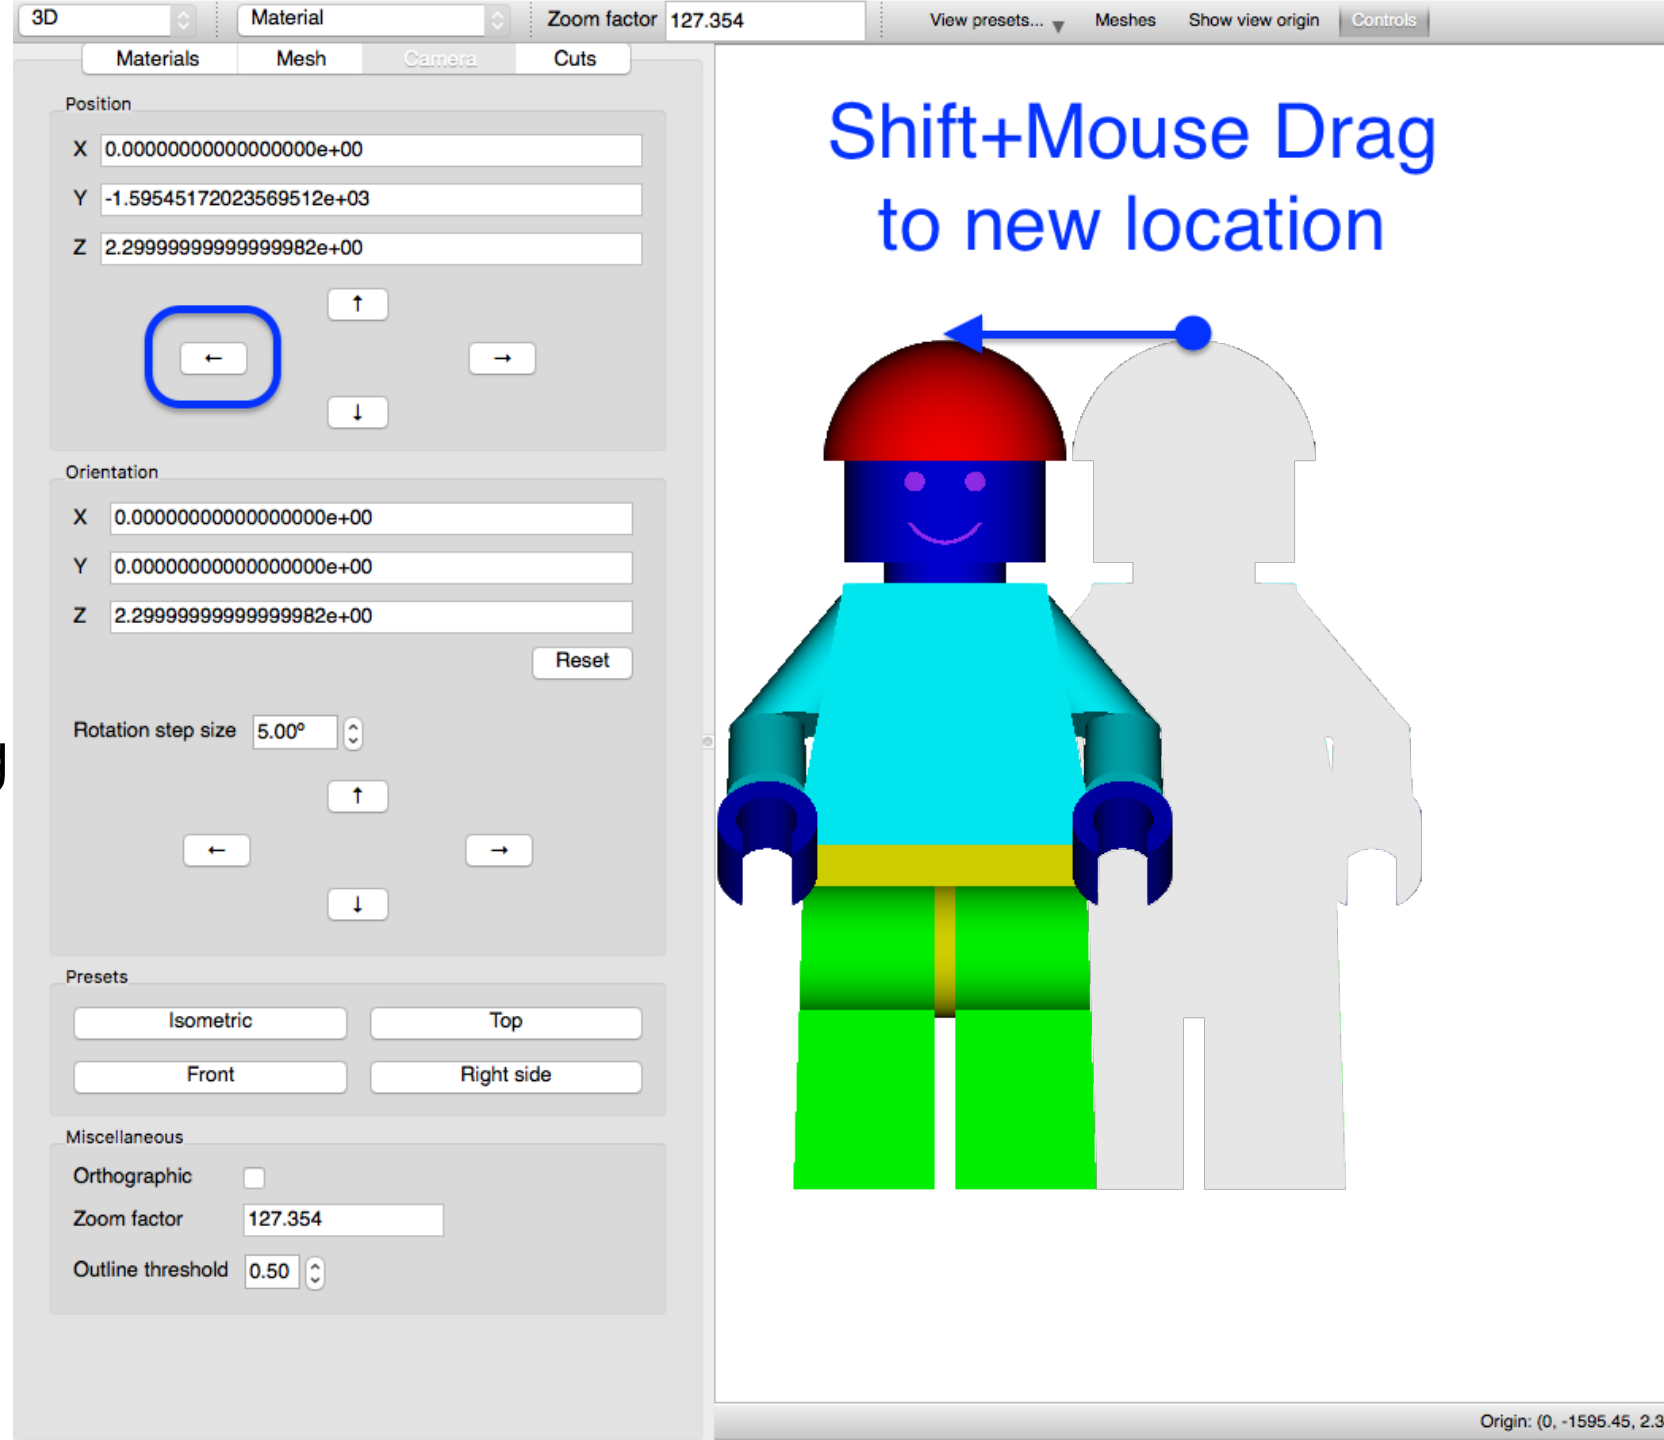 3D Material Zoom factor 127.354 View presets... Meshes Show view origin Controls
Materials Mesh Camera Cuts
Position
X 0.00000000000000000e+00
Y -1.59545172023569512e+03
Z 2.29999999999999982e+00
↑
← →
↓
Orientation
X 0.00000000000000000e+00
Y 0.00000000000000000e+00
Z 2.29999999999999982e+00
Reset
Rotation step size 5.00º
↑
← →
↓
Presets
Isometric Top
Front Right side
Miscellaneous
Orthographic
Zoom factor 127.354
Outline threshold 0.50
Shift+Mouse Drag
to new location
g
Origin: (0, -1595.45, 2.3